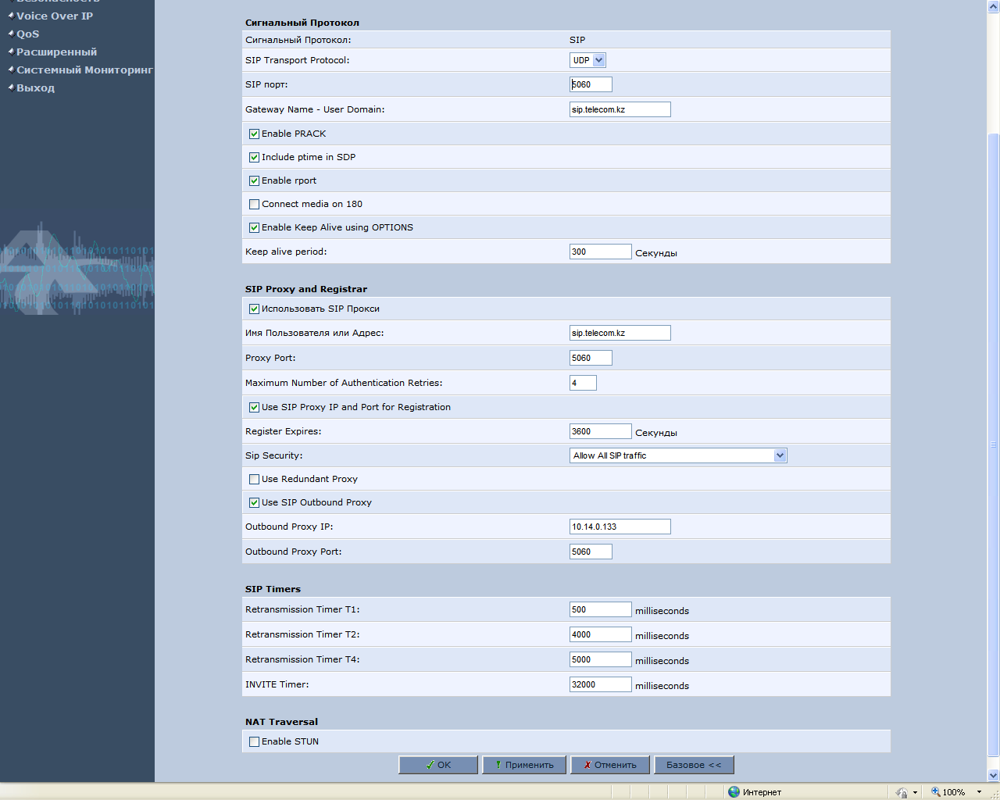 Безопасность
Voice Over IP
QoS
Расширенный
Системный Мониторинг
Выход
Сигнальный Протокол
Сигнальный Протокол: SIP
SIP Transport Protocol: UDP
SIP порт: 5060
Gateway Name - User Domain: sip.telecom.kz
Enable PRACK
Include ptime in SDP
Enable rport
Connect media on 180
Enable Keep Alive using OPTIONS
Keep alive period: 300 Секунды
SIP Proxy and Registrar
Использовать SIP Прокси
Имя Пользователя или Адрес: sip.telecom.kz
Proxy Port: 5060
Maximum Number of Authentication Retries: 4
Use SIP Proxy IP and Port for Registration
Register Expires: 3600 Секунды
Sip Security: Allow All SIP traffic
Use Redundant Proxy
Use SIP Outbound Proxy
Outbound Proxy IP: 10.14.0.133
Outbound Proxy Port: 5060
SIP Timers
Retransmission Timer T1: 500 milliseconds
Retransmission Timer T2: 4000 milliseconds
Retransmission Timer T4: 5000 milliseconds
INVITE Timer: 32000 milliseconds
NAT Traversal
Enable STUN
OK Применить Отменить Базовое <<
Интернет 100%